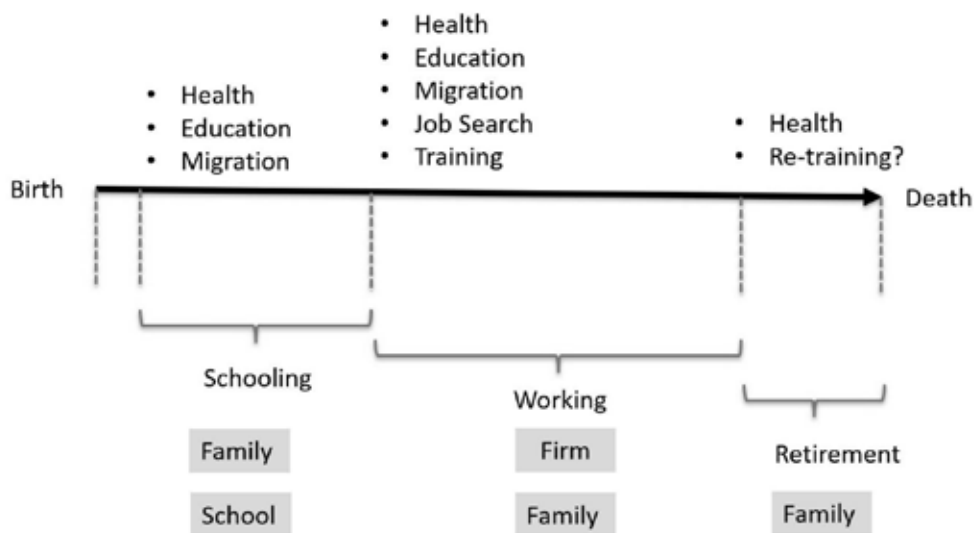 • Health
• Education
• Migration
• Health
• Education
• Migration
• Job Search
• Training
• Health
• Re-training?
Birth
Death
Schooling
Working
Retirement
Family
School
Firm
Family
Family